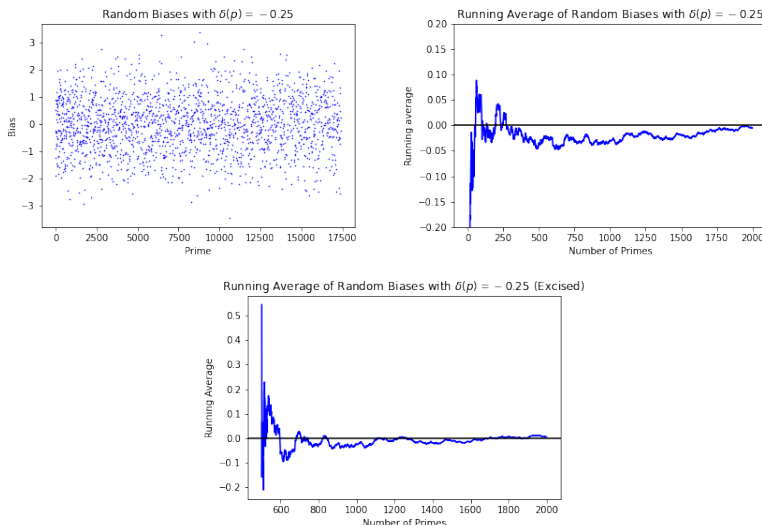 Random Biases with δ(p) = −0.25
3
2
1
0
−1
−2
−3
Bias
0 2500 5000 7500 10000 12500 15000 17500
Prime
Running Average of Random Biases with δ(p) = −0.25
0.20
0.15
0.10
0.05
0.00
−0.05
−0.10
−0.15
−0.20
Running average
0 250 500 750 1000 1250 1500 1750 2000
Number of Primes
Running Average of Random Biases with δ(p) = −0.25 (Excised)
0.5
0.4
0.3
0.2
0.1
0.0
−0.1
−0.2
Running Average
600 800 1000 1200 1400 1600 1800 2000
Number of Primes